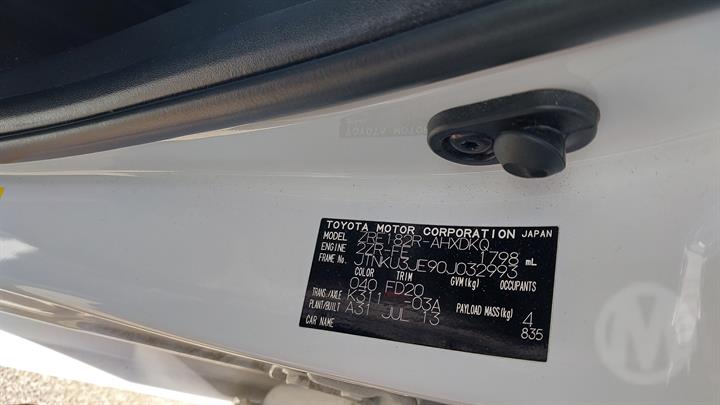 TOYOTA MOTOR CORPORATION JAPAN
MODEL ZRE182R-AHXDKQ
ENGINE 2ZR-FE 1798 mL
FRAME No. JTNKU3JE90J032993
COLOR TRIM GVM(kg) OCCUPANTS
040 FD20
TRANS/AXLE K311 -03A PAYLOAD MASS(kg) 4
PLANT/BUILT A31 JUL 13 835
CAR NAME
M